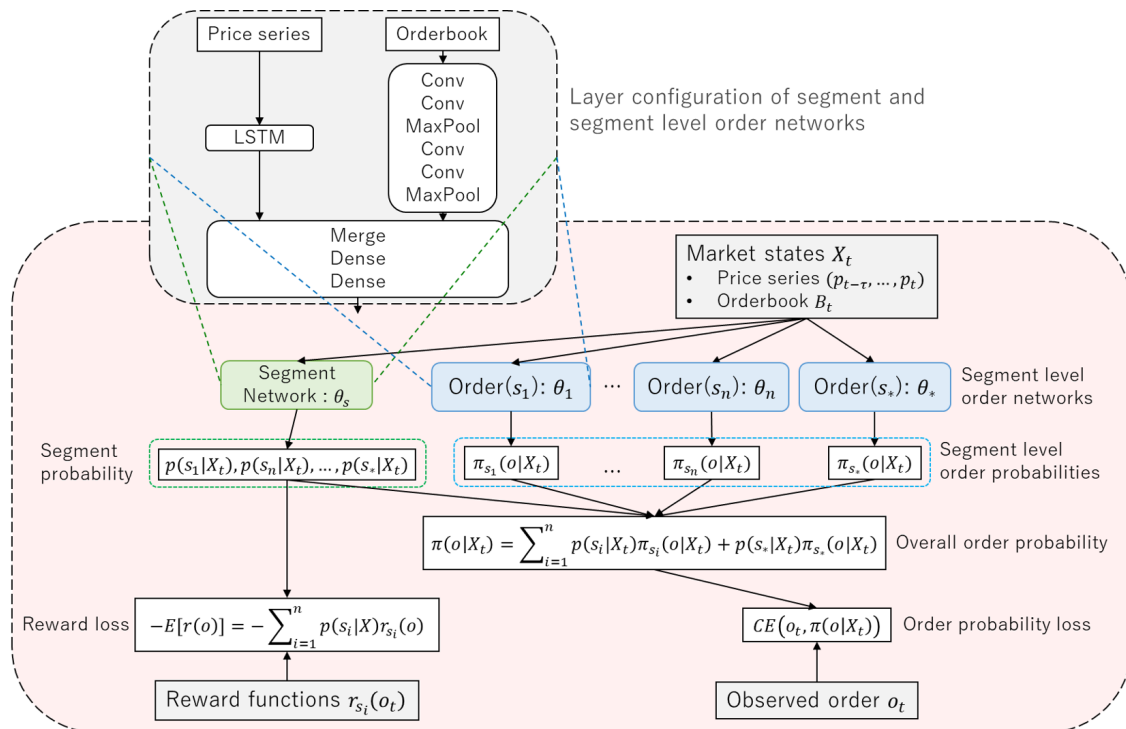 Price series
Orderbook
Conv
Conv
MaxPool
Conv
Conv
MaxPool
LSTM
Layer configuration of segment and
segment level order networks
Merge
Dense
Dense
Market states X_t
• Price series (p_{t−τ}, ..., p_t)
• Orderbook B_t
Segment
Network : θ_s
Order(s_1): θ_1
...
Order(s_n): θ_n
Order(s_*): θ_*
Segment level
order networks
Segment
probability
p(s_1|X_t), p(s_n|X_t), ..., p(s_*|X_t)
π_{s_1}(o|X_t)
...
π_{s_n}(o|X_t)
π_{s_*}(o|X_t)
Segment level
order probabilities
π(o|X_t) = ∑_{i=1}^{n} p(s_i|X_t)π_{s_i}(o|X_t) + p(s_*|X_t)π_{s_*}(o|X_t)
Overall order probability
Reward loss
−E[r(o)] = − ∑_{i=1}^{n} p(s_i|X)r_{s_i}(o)
CE(o_t, π(o|X_t))
Order probability loss
Reward functions r_{s_i}(o_t)
Observed order o_t